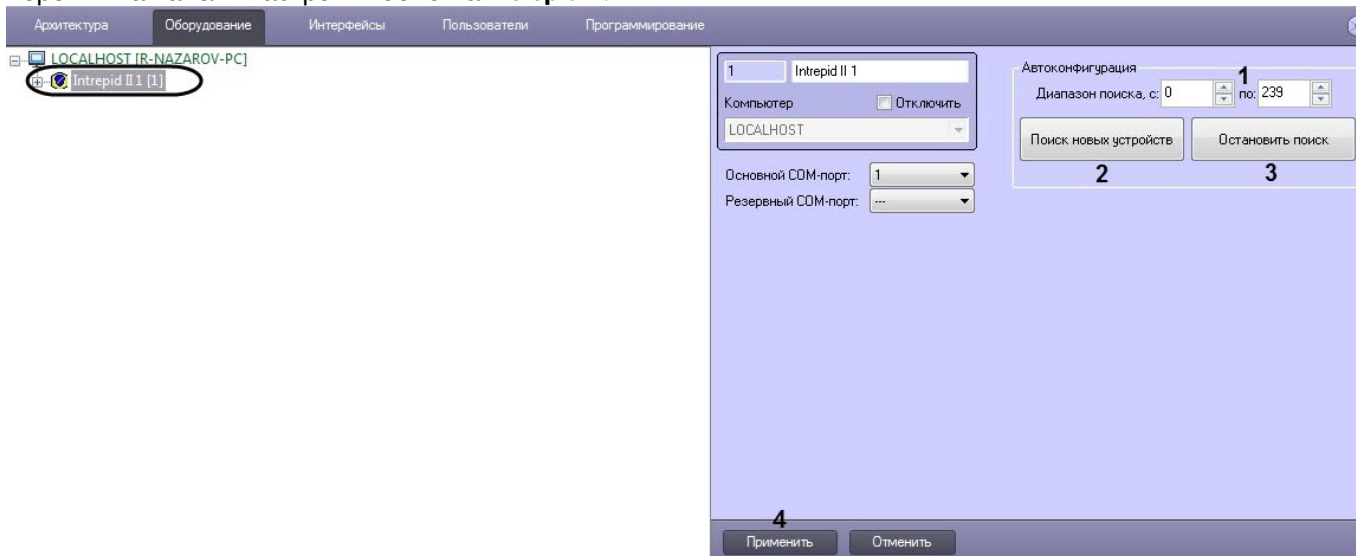 Архитектура Оборудование Интерфейсы Пользователи Программирование
LOCALHOST [R-NAZAROV-PC]
Intrepid II 1 [1]
1 Intrepid II 1
Компьютер Отключить
LOCALHOST
Основной COM-порт: 1
Резервный COM-порт: ---
Автоконфигурация
1
Диапазон поиска, с: 0 по: 239
Поиск новых устройств Остановить поиск
2 3
4
Применить Отменить